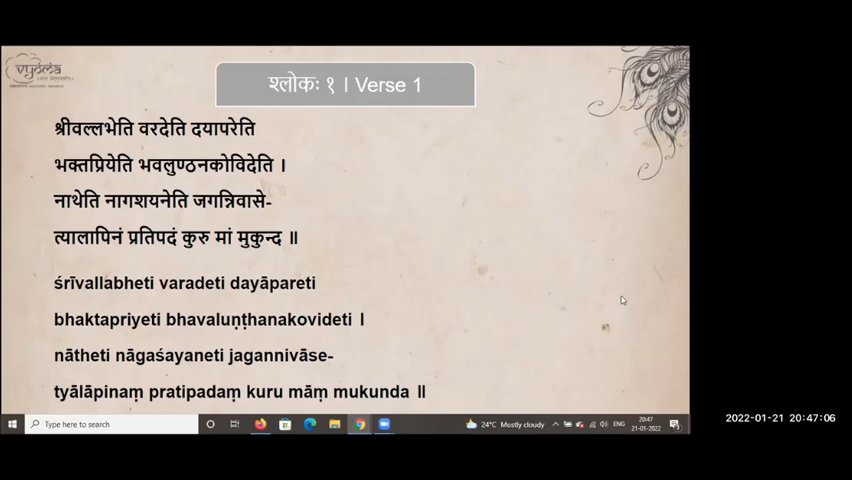 vyoma
श्लोकः १ । Verse 1
श्रीवल्लभेति वरदेति दयापरेति
भक्तप्रियेति भवलुण्ठनकोविदेति ।
नाथेति नागशयनेति जगन्निवासे-
त्यालापिनं प्रतिपदं कुरु मां मुकुन्द ॥
śrīvallabheti varadeti dayāpareti
bhaktapriyeti bhavaluṇṭhanakovideti ।
nātheti nāgaśayaneti jagannivāse-
tyālāpinaṃ pratipadaṃ kuru māṃ mukunda ॥
Type here to search
24°C Mostly cloudy
ENG
20:47
21-01-2022
2022-01-21 20:47:06